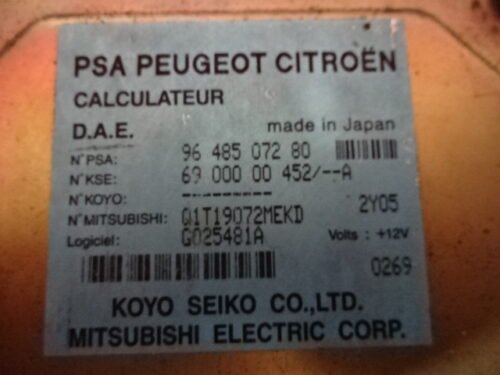 PSA PEUGEOT CITROËN
CALCULATEUR
D.A.E. made in Japan
N°PSA: 96 485 072 80
N°KSE: 69 000 00 452/--A
N°KOYO: ----------
N°MITSUBISHI: Q1T19072MEKD 2Y05
Logiciel: G025481A Volts : +12V
0269
KOYO SEIKO CO.,LTD.
MITSUBISHI ELECTRIC CORP.